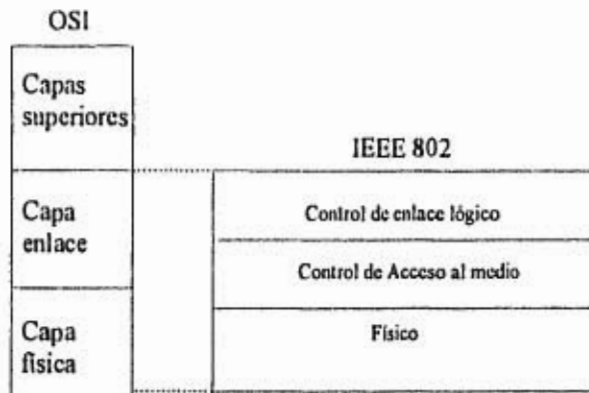 OSI
Capas
superiores
IEEE 802
Capa
enlace
Control de enlace lógico
Control de Acceso al medio
Capa
física
Físico